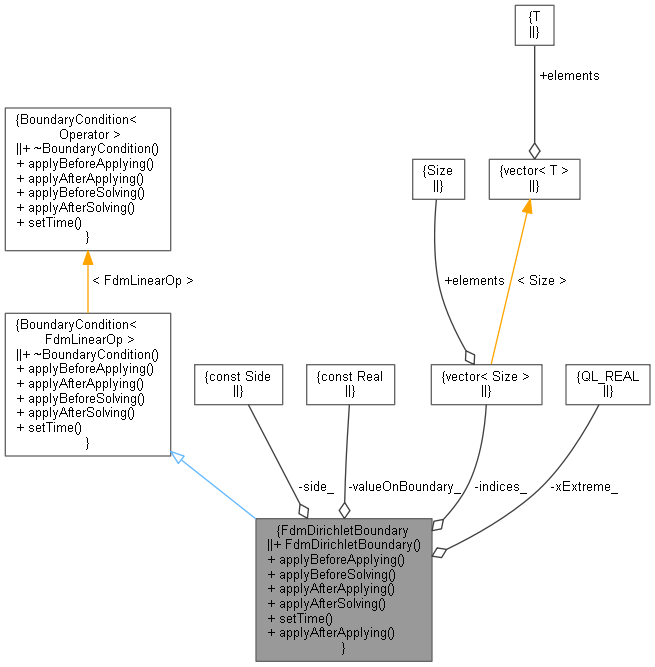 {T
||}
+elements
{BoundaryCondition<
Operator >
||+ ~BoundaryCondition()
+ applyBeforeApplying()
+ applyAfterApplying()
+ applyBeforeSolving()
+ applyAfterSolving()
+ setTime()
}
{Size
||}
{vector< T >
||}
< FdmLinearOp >
+elements
< Size >
{BoundaryCondition<
FdmLinearOp >
||+ ~BoundaryCondition()
+ applyBeforeApplying()
+ applyAfterApplying()
+ applyBeforeSolving()
+ applyAfterSolving()
+ setTime()
}
{const Side
||}
{const Real
||}
{vector< Size >
||}
{QL_REAL
||}
-side_
-valueOnBoundary_
-indices_
-xExtreme_
{FdmDirichletBoundary
||+ FdmDirichletBoundary()
+ applyBeforeApplying()
+ applyBeforeSolving()
+ applyAfterApplying()
+ applyAfterSolving()
+ setTime()
+ applyAfterApplying()
}